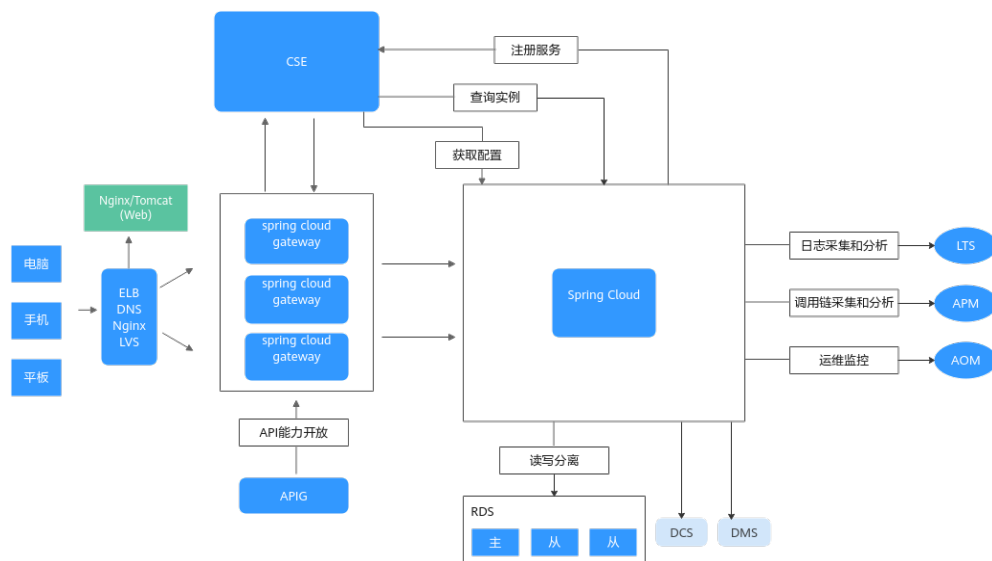 CSE
注册服务
查询实例
获取配置
Nginx/Tomcat
(Web)
电脑
手机
平板
ELB
DNS
Nginx
LVS
spring cloud
gateway
spring cloud
gateway
spring cloud
gateway
API能力开放
APIG
Spring Cloud
日志采集和分析
LTS
调用链采集和分析
APM
运维监控
AOM
读写分离
RDS
主
从
从
DCS
DMS